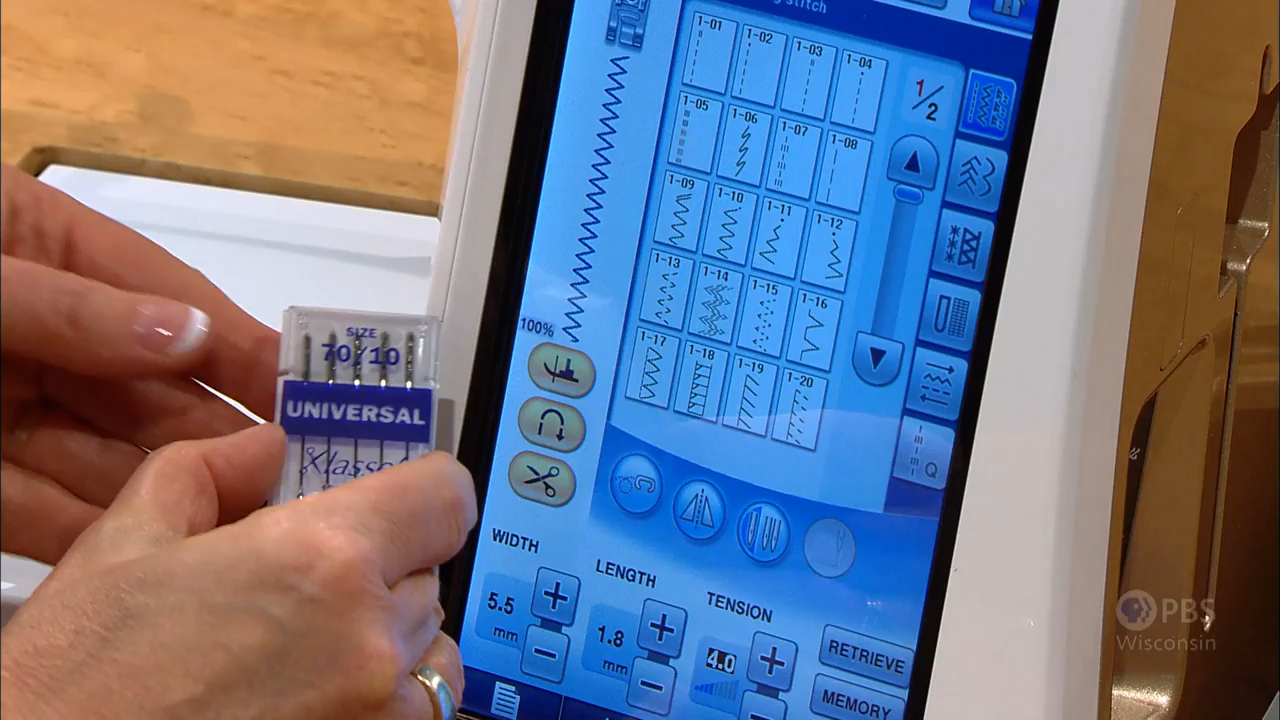 stitch
1-01
1-02
1-03
1-04
1/2
1-05
1-06
1-07
1-08
1-09
1-10
1-11
1-12
1-13
1-14
1-15
1-16
1-17
1-18
1-19
1-20
100%
Q
SIZE
70/10
UNIVERSAL
Klassé
WIDTH
5.5
mm
LENGTH
1.8
mm
TENSION
4.0
RETRIEVE
MEMORY
PBS
Wisconsin